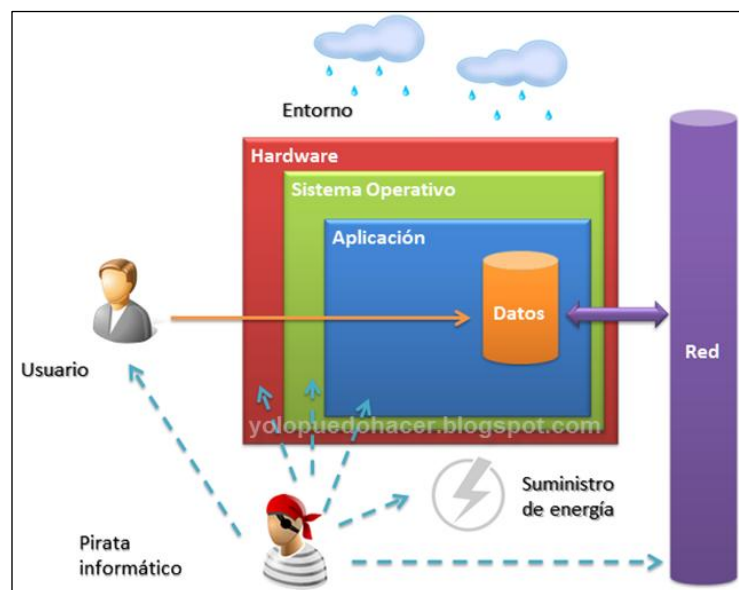 Entorno
Hardware
Sistema Operativo
Aplicación
Datos
Red
Usuario
yolopuedohacer.blogspot.com
Suministro
de energía
Pirata
informático